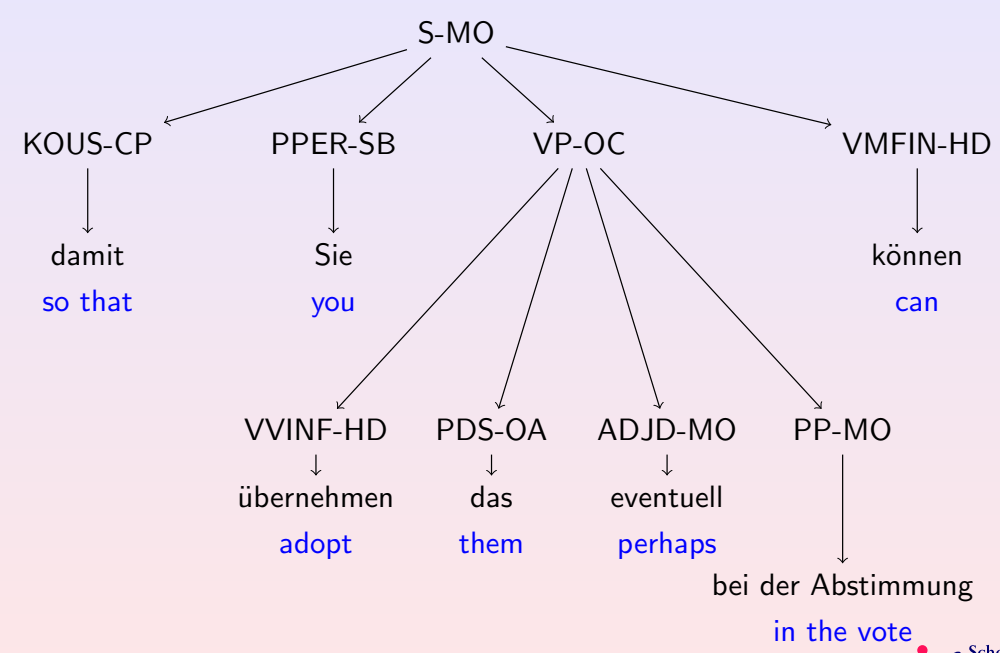 S-MO
KOUS-CP PPER-SB VP-OC VMFIN-HD
damit Sie können
so that you can
VVINF-HD PDS-OA ADJD-MO PP-MO
übernehmen das eventuell
adopt them perhaps
bei der Abstimmung
in the vote